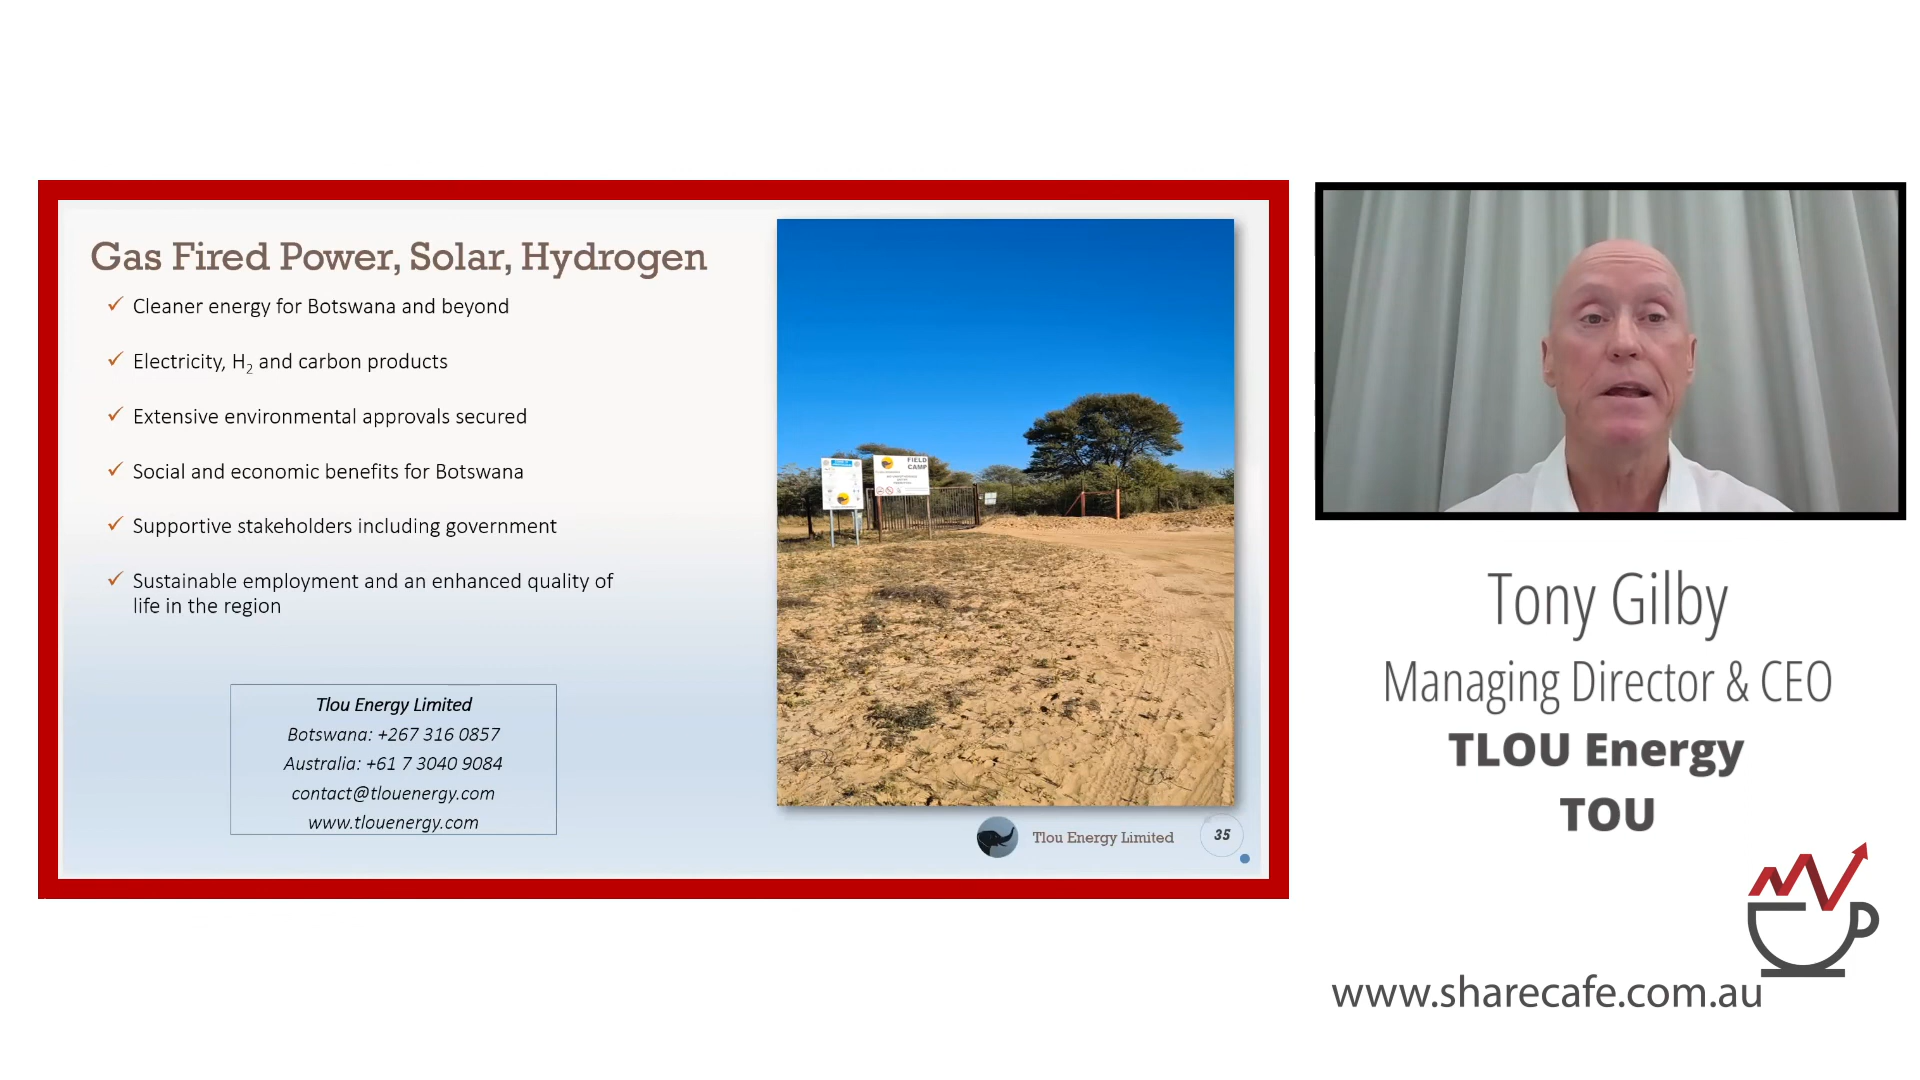 Gas Fired Power, Solar, Hydrogen
✓ Cleaner energy for Botswana and beyond
✓ Electricity, H₂ and carbon products
✓ Extensive environmental approvals secured
✓ Social and economic benefits for Botswana
✓ Supportive stakeholders including government
✓ Sustainable employment and an enhanced quality of
life in the region
Tlou Energy Limited
Botswana: +267 316 0857
Australia: +61 7 3040 9084
contact@tlouenergy.com
www.tlouenergy.com
FIELD
CAMP
Tlou Energy Limited
35
Tony Gilby
Managing Director & CEO
TLOU Energy
TOU
www.sharecafe.com.au